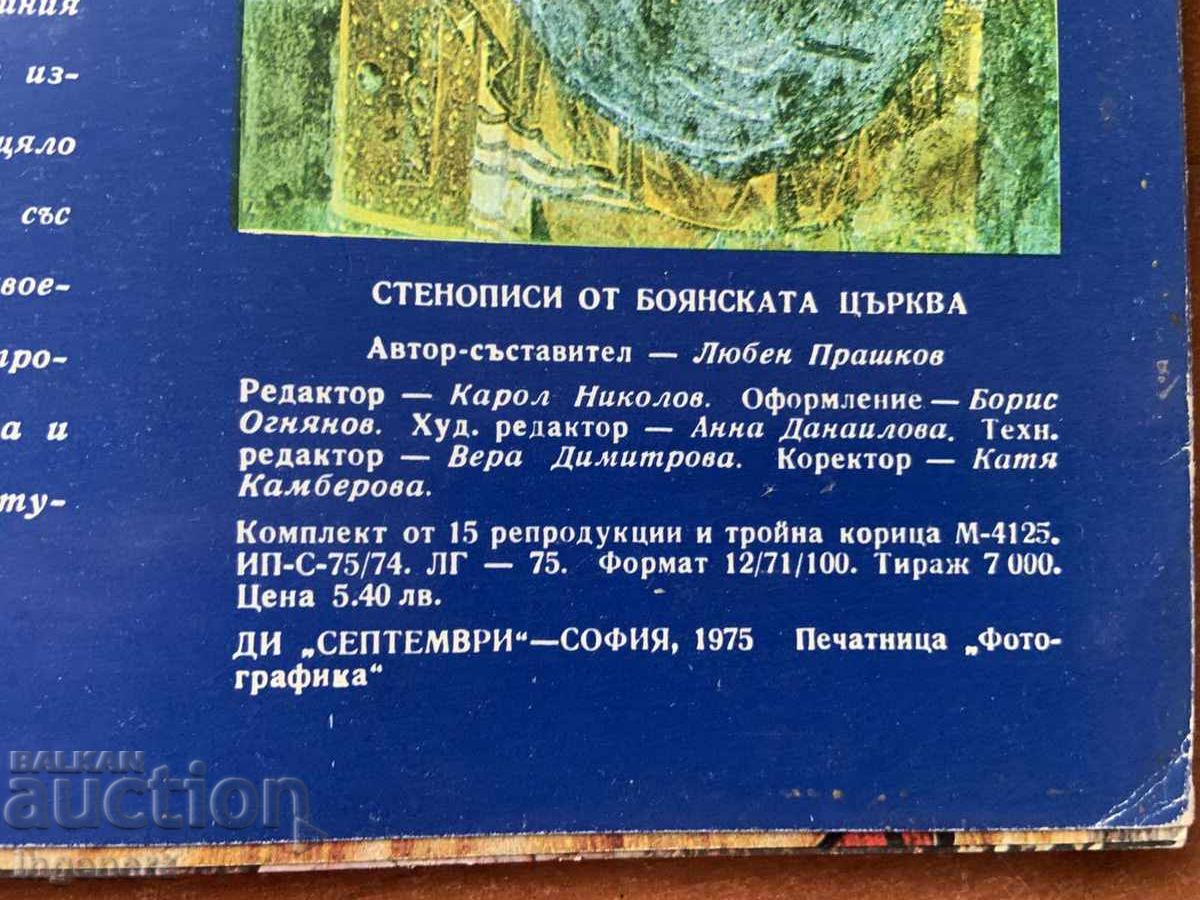 из-
цяло
със
вое-
а и
ту-
СТЕНОПИСИ ОТ БОЯНСКАТА ЦЪРКВА
Автор-съставител — Любен Прашков
Редактор — Карол Николов. Оформление — Борис
Огнянов. Худ. редактор — Анна Данаилова. Техн.
редактор — Вера Димитрова. Коректор — Катя
Камберова.
Комплект от 15 репродукции и тройна корица М-4125.
ИП-С-75/74. ЛГ — 75. Формат 12/71/100. Тираж 7 000.
Цена 5.40 лв.
ДИ „СЕПТЕМВРИ“—СОФИЯ, 1975 Печатница „Фото-
графика“
BALKAN
auction
Ingenara